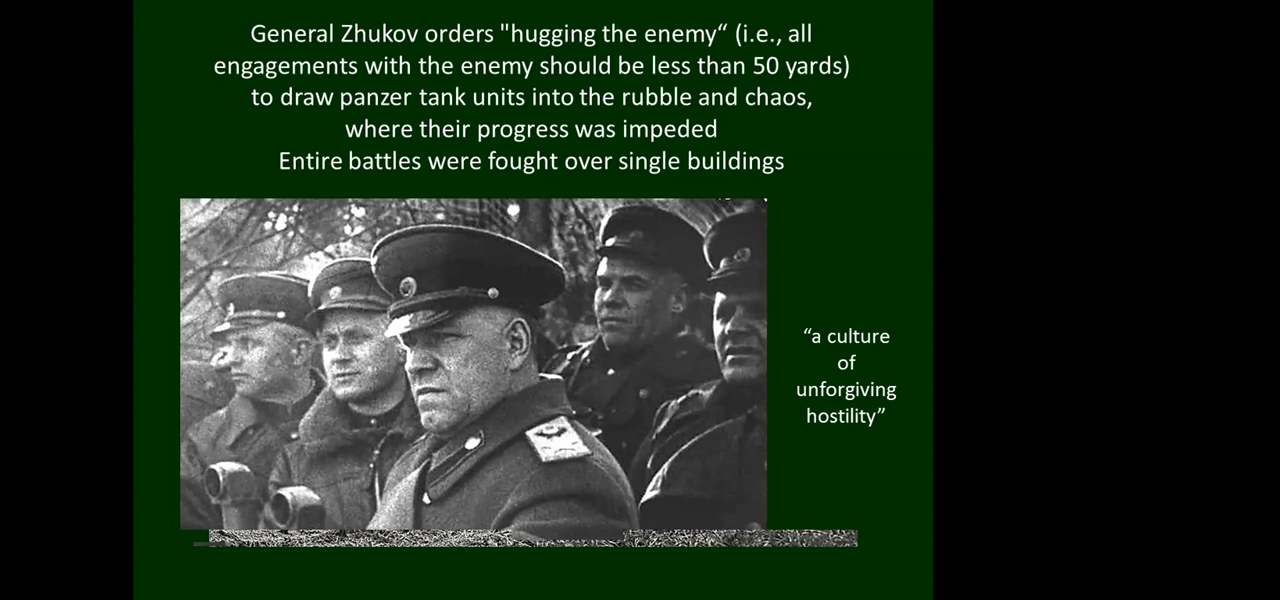 General Zhukov orders "hugging the enemy“ (i.e., all
engagements with the enemy should be less than 50 yards)
to draw panzer tank units into the rubble and chaos,
where their progress was impeded
Entire battles were fought over single buildings
“a culture
of
unforgiving
hostility”